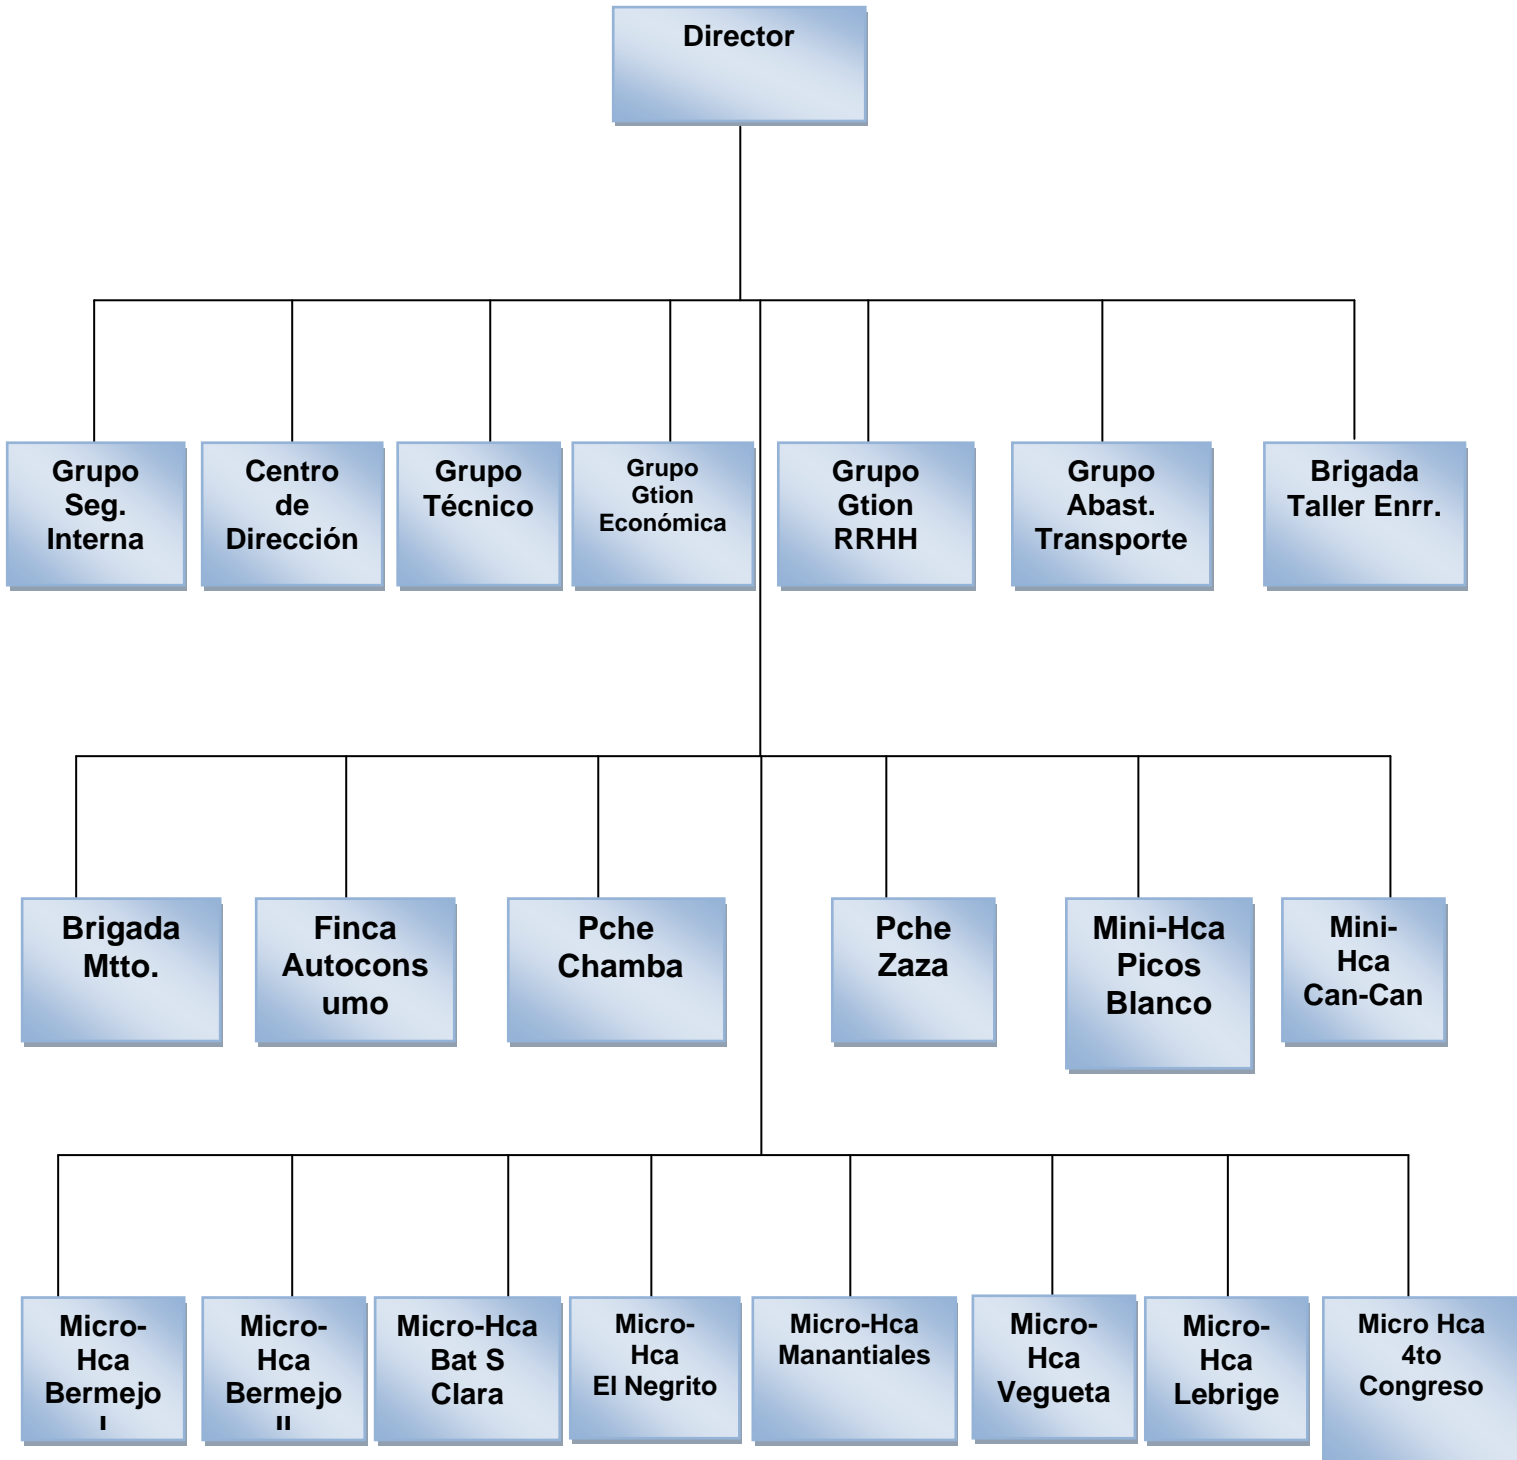 Director
Grupo
Seg.
Interna
Centro
de
Dirección
Grupo
Técnico
Grupo
Gtion
Económica
Grupo
Gtion
RRHH
Grupo
Abast.
Transporte
Brigada
Taller Enrr.
Brigada
Mtto.
Finca
Autocons
umo
Pche
Chamba
Pche
Zaza
Mini-Hca
Picos
Blanco
Mini-
Hca
Can-Can
Micro-
Hca
Bermejo
I
Micro-
Hca
Bermejo
II
Micro-Hca
Bat S
Clara
Micro-
Hca
El Negrito
Micro-Hca
Manantiales
Micro-
Hca
Vegueta
Micro-
Hca
Lebrige
Micro Hca
4to
Congreso